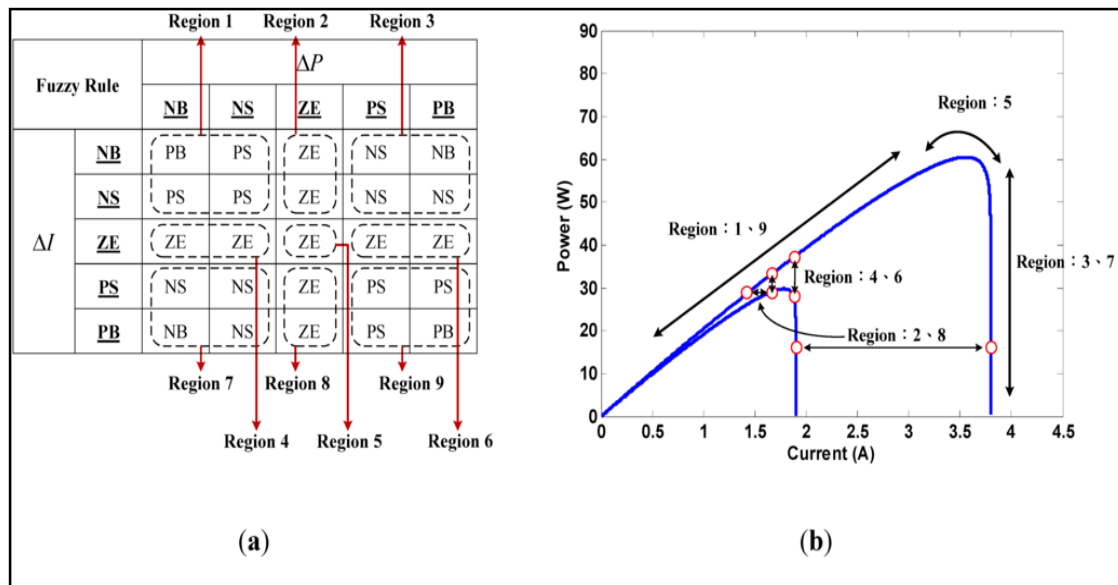 Region 1 Region 2 Region 3
Fuzzy Rule
ΔP
NB NS ZE PS PB
ΔI
NB PB PS ZE NS NB
NS PS PS ZE NS NS
ZE ZE ZE ZE ZE ZE
PS NS NS ZE PS PS
PB NB NS ZE PS PB
Region 7 Region 8 Region 9
Region 4 Region 5 Region 6
(a)
90
80
70
60
50
40
30
20
10
0
Power (W)
Region：5
Region：1、9
Region：4、6
Region：3、7
Region：2、8
0 0.5 1 1.5 2 2.5 3 3.5 4 4.5
Current (A)
(b)